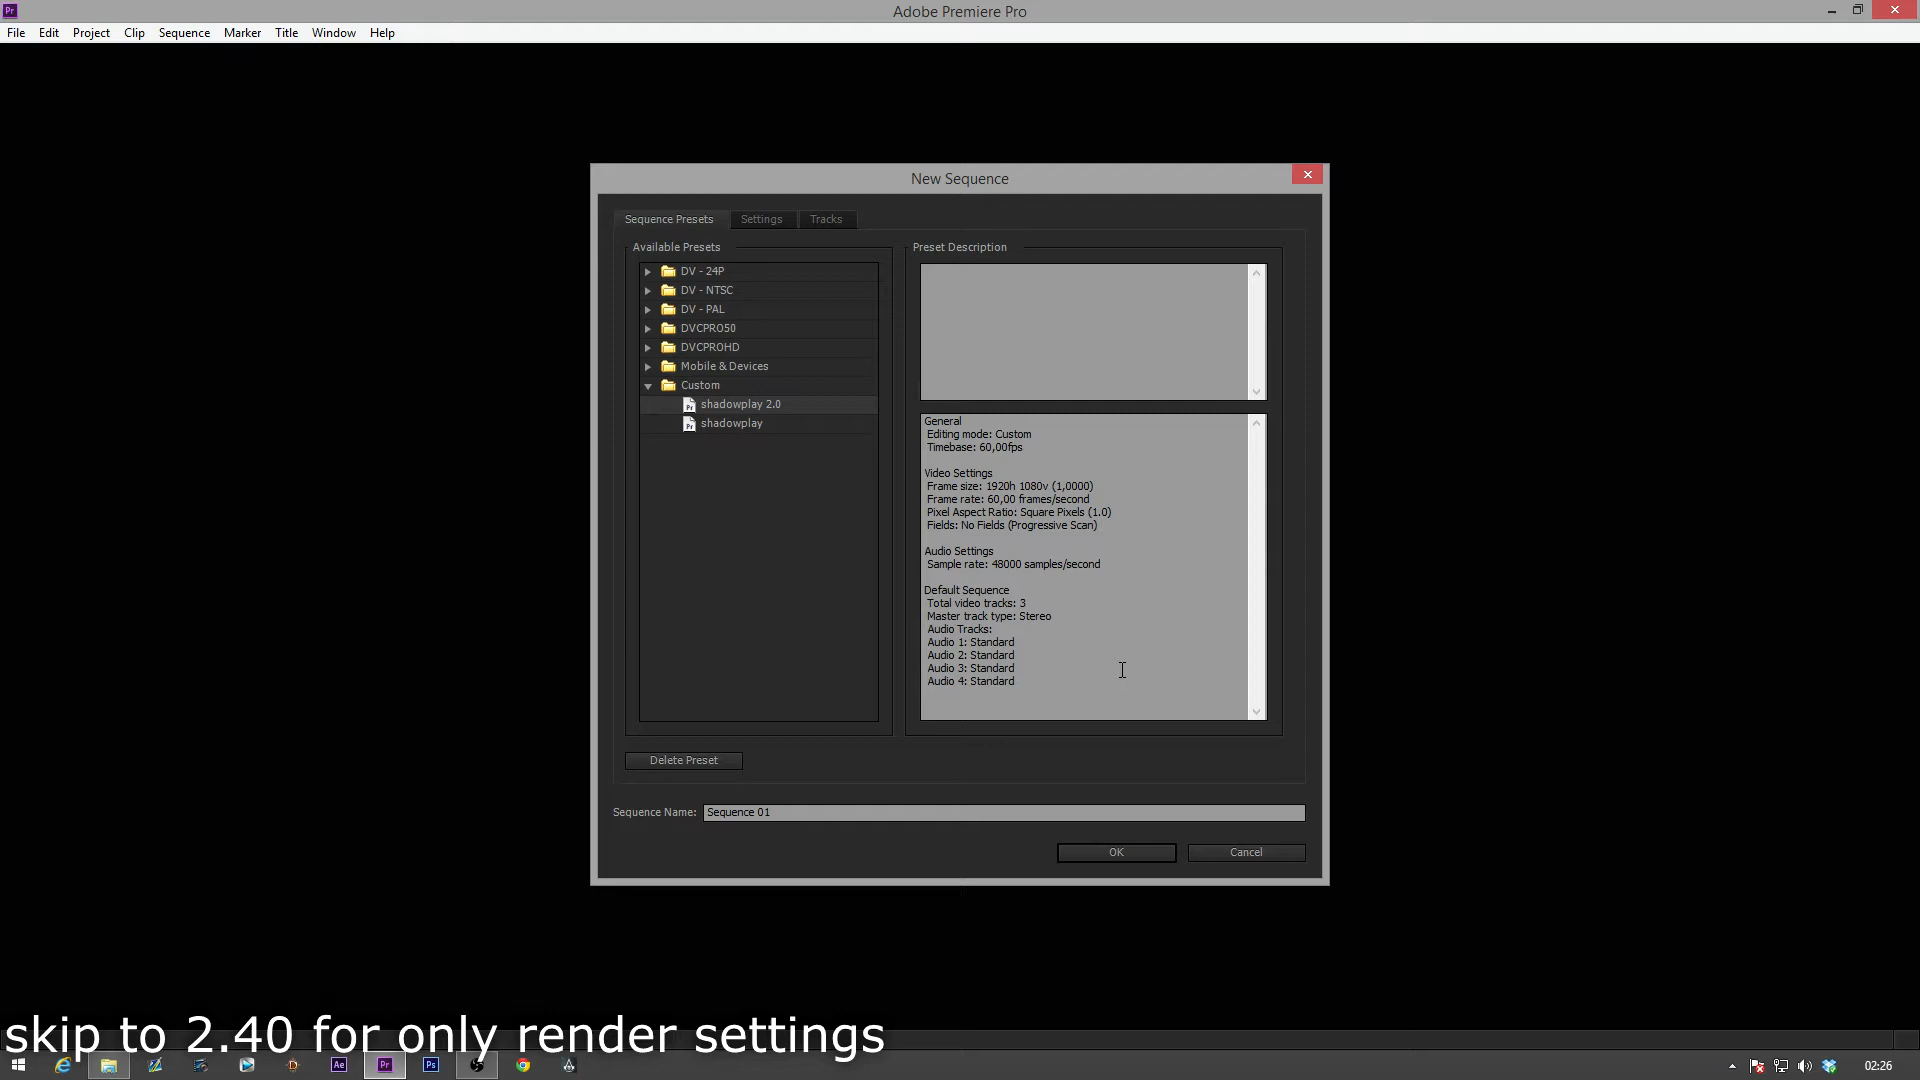 Pr
Adobe Premiere Pro
File Edit Project Clip Sequence Marker Title Window Help
New Sequence
Sequence Presets Settings Tracks
Available Presets
DV - 24P
DV - NTSC
DV - PAL
DVCPRO50
DVCPROHD
Mobile & Devices
Custom
Pr shadowplay 2.0
Pr shadowplay
Preset Description
General
Editing mode: Custom
Timebase: 60,00fps
Video Settings
Frame size: 1920h 1080v (1,0000)
Frame rate: 60,00 frames/second
Pixel Aspect Ratio: Square Pixels (1.0)
Fields: No Fields (Progressive Scan)
Audio Settings
Sample rate: 48000 samples/second
Default Sequence
Total video tracks: 3
Master track type: Stereo
Audio Tracks:
Audio 1: Standard
Audio 2: Standard
Audio 3: Standard
Audio 4: Standard
Delete Preset
Sequence Name: Sequence 01
OK Cancel
skip to 2.40 for only render settings
Ae Pr Ps 02:26